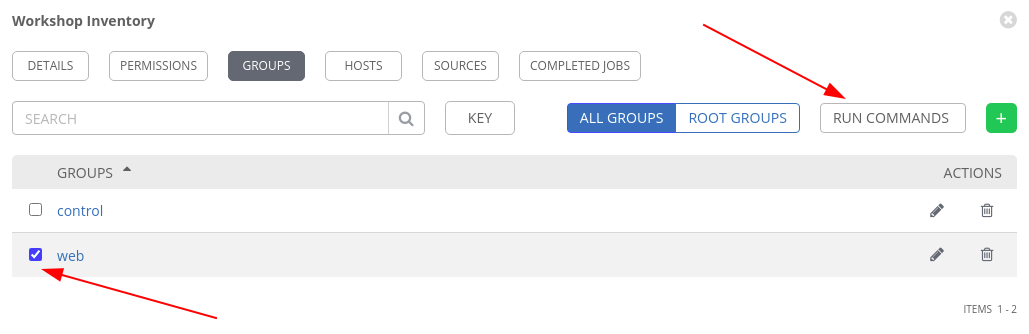 Workshop Inventory
DETAILS PERMISSIONS GROUPS HOSTS SOURCES COMPLETED JOBS
SEARCH KEY ALL GROUPS ROOT GROUPS RUN COMMANDS +
GROUPS ACTIONS
control
web
ITEMS 1 - 2